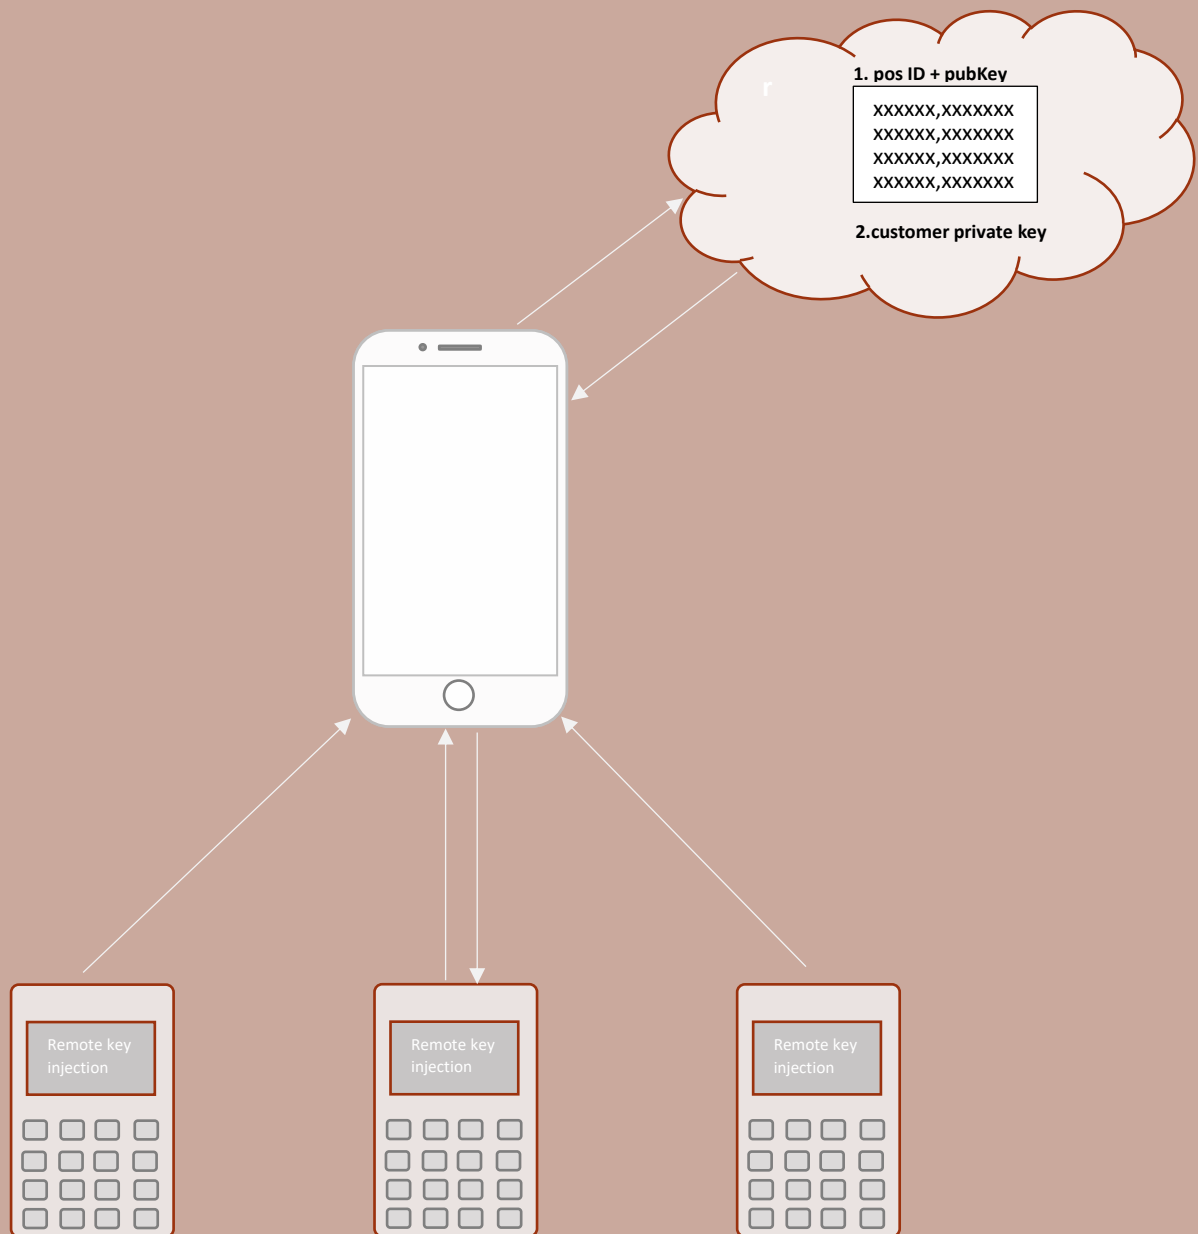 r
1. pos ID + pubKey
XXXXXX,XXXXXXX
XXXXXX,XXXXXXX
XXXXXX,XXXXXXX
XXXXXX,XXXXXXX
2.customer private key
Remote key
injection
Remote key
injection
Remote key
injection